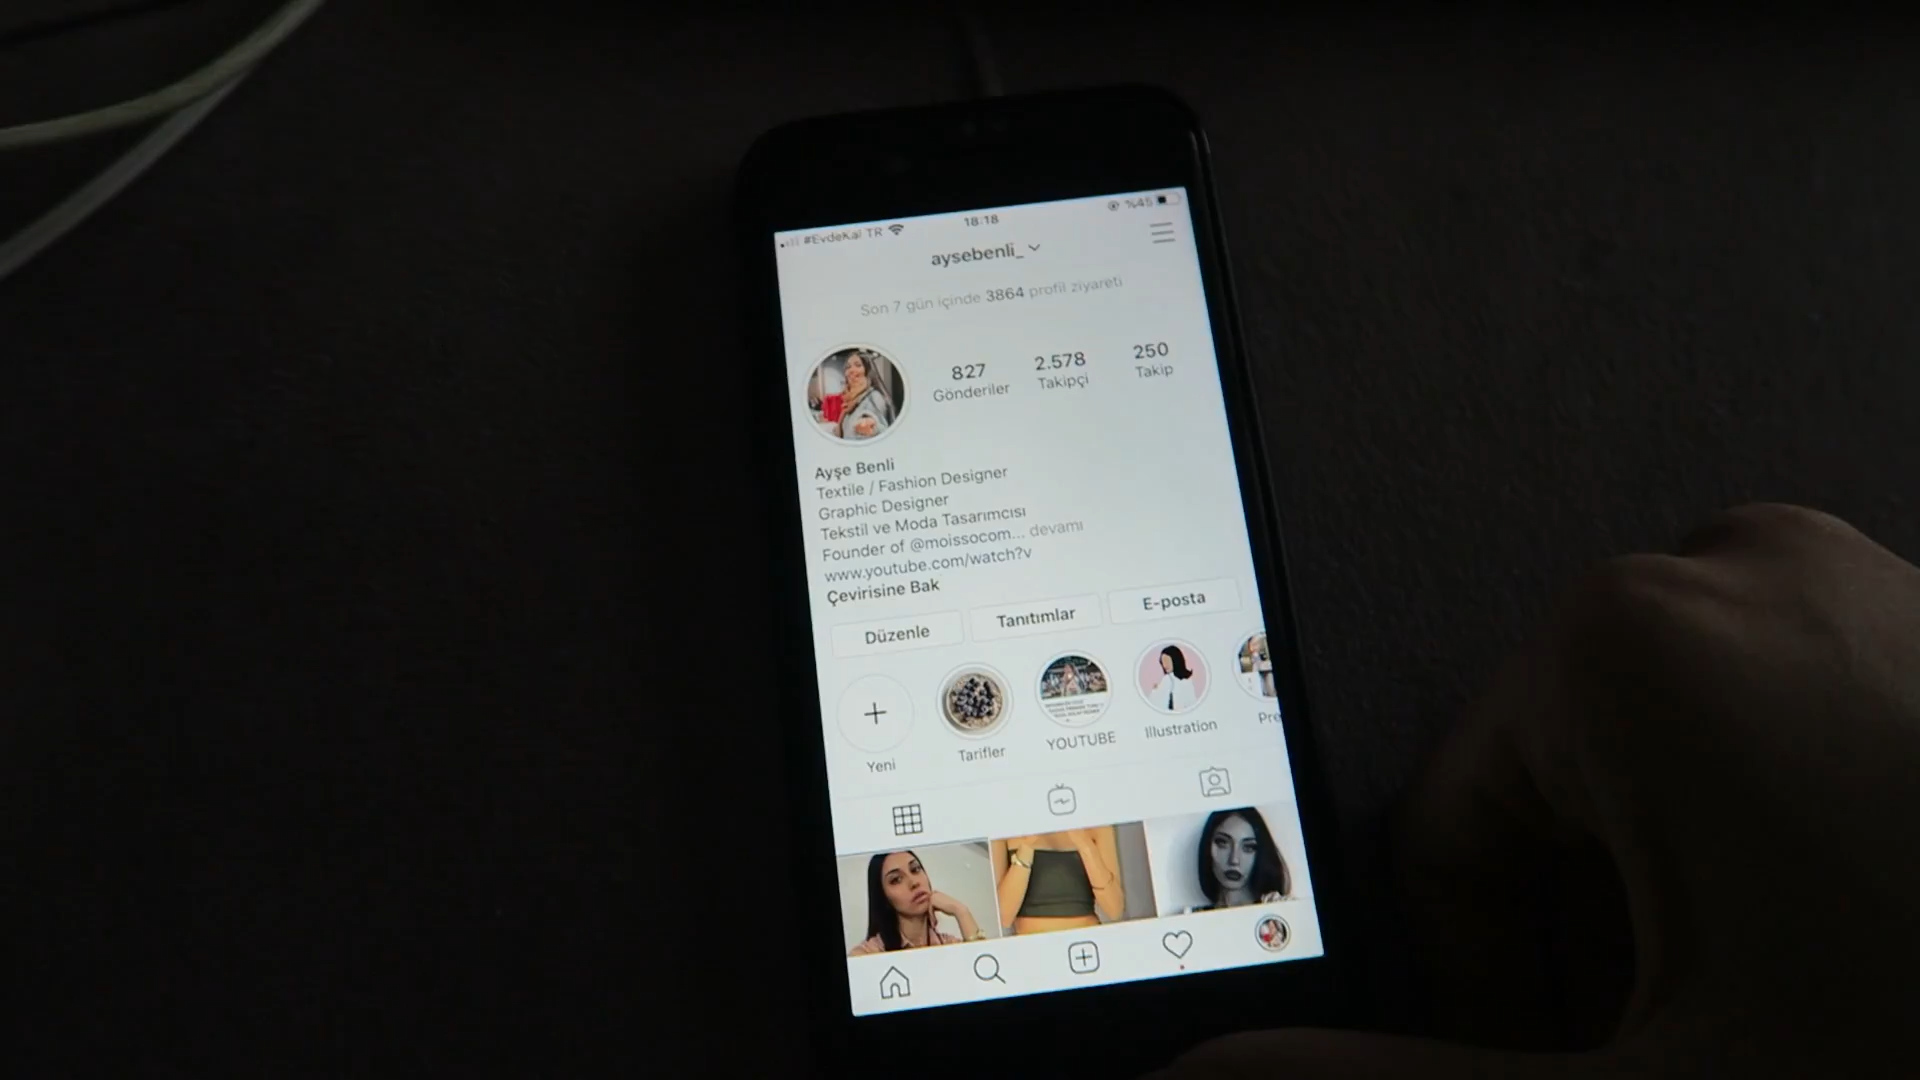 #EvdeKal TR 18:18 %45
aysebenli_
Son 7 gün içinde 3864 profil ziyareti
827 2.578 250
Gönderiler Takipçi Takip
Ayşe Benli
Textile / Fashion Designer
Graphic Designer
Tekstil ve Moda Tasarımcısı
Founder of @moissocom... devamı
www.youtube.com/watch?v
Çevirisine Bak
Düzenle Tanıtımlar E-posta
Yeni Tarifler YOUTUBE Illustration Pre